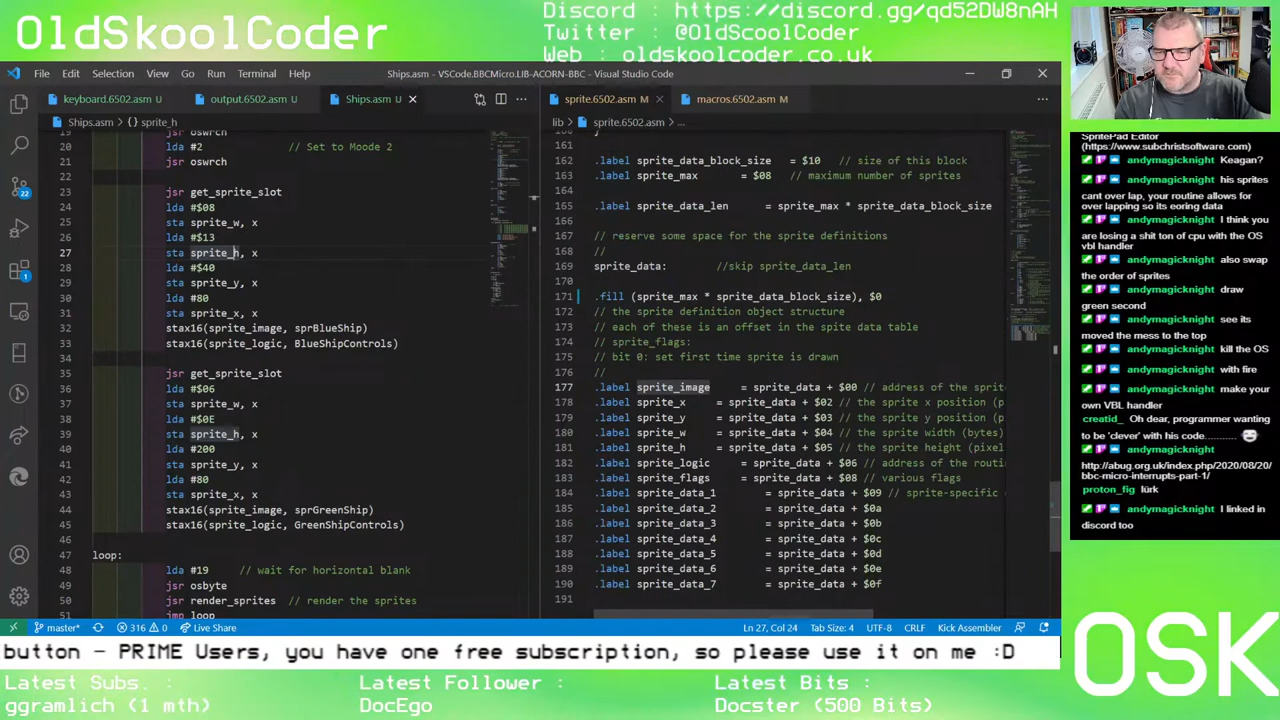 OldSkoolCoder
Discord : https://discord.gg/qd52DW8nAH
Twitter : @OldScoolCoder
Web : oldskoolcoder.co.uk
File Edit Selection View Go Run Terminal Help
Ships.asm - VSCode.BBCMicro.LIB-ACORN-BBC - Visual Studio Code
keyboard.6502.asm M
output.6502.asm M
Ships.asm U
sprite.6502.asm M
macros.6502.asm M
Ships.asm > sprite_h
lib > sprite.6502.asm > ...
19 jsr oswrch
20 lda #2 // Set to Moode 2
21 jsr oswrch
22
23 jsr get_sprite_slot
24 lda #$08
25 sta sprite_w, x
26 lda #$13
27 sta sprite_h, x
28 lda #$40
29 sta sprite_y, x
30 lda #80
31 sta sprite_x, x
32 stax16(sprite_image, sprBlueShip)
33 stax16(sprite_logic, BlueShipControls)
34
35 jsr get_sprite_slot
36 lda #$06
37 sta sprite_w, x
38 lda #$0E
39 sta sprite_h, x
40 lda #200
41 sta sprite_y, x
42 lda #80
43 sta sprite_x, x
44 stax16(sprite_image, sprGreenShip)
45 stax16(sprite_logic, GreenShipControls)
46
47 loop:
48 lda #19 // wait for horizontal blank
49 jsr osbyte
50 jsr render_sprites // render the sprites
51 jmp loop
160 }
161
162 .label sprite_data_block_size = $10 // size of this block
163 .label sprite_max = $08 // maximum number of sprites
164
165 .label sprite_data_len = sprite_max * sprite_data_block_size
166
167 // reserve some space for the sprite definitions
168 //
169 sprite_data: //skip sprite_data_len
170
171 .fill (sprite_max * sprite_data_block_size), $0
172 // the sprite definition object structure
173 // each of these is an offset in the spite data table
174 // sprite_flags:
175 // bit 0: set first time sprite is drawn
176 //
177 .label sprite_image = sprite_data + $00 // address of the sprit
178 .label sprite_x = sprite_data + $02 // the sprite x position (p
179 .label sprite_y = sprite_data + $03 // the sprite y position (p
180 .label sprite_w = sprite_data + $04 // the sprite width (bytes)
181 .label sprite_h = sprite_data + $05 // the sprite height (pixel
182 .label sprite_logic = sprite_data + $06 // address of the routi
183 .label sprite_flags = sprite_data + $08 // various flags
184 .label sprite_data_1 = sprite_data + $09 // sprite-specific
185 .label sprite_data_2 = sprite_data + $0a
186 .label sprite_data_3 = sprite_data + $0b
187 .label sprite_data_4 = sprite_data + $0c
188 .label sprite_data_5 = sprite_data + $0d
189 .label sprite_data_6 = sprite_data + $0e
190 .label sprite_data_7 = sprite_data + $0f
191
22
1
master* 316 0 Live Share
Ln 27, Col 24 Tab Size: 4 UTF-8 CRLF Kick Assembler
SpritePad Editor
(https://www.subchristsoftware.com)
andymagicknight
Keagan?
andymagicknight
his sprites
cant over lap, your routine allows for
over lapping so its eoring data
andymagicknight I think you
are losing a shit ton of cpu with the OS
vbl handler
andymagicknight also swap
the order of sprites
andymagicknight draw
green second
andymagicknight see its
moved the mess to the top
andymagicknight kill the OS
andymagicknight with fire
andymagicknight make your
own VBL handler
creatid_ Oh dear, programmer wanting
to be 'clever' with his code...........
andymagicknight
http://abug.org.uk/index.php/2020/08/20/
bbc-micro-interrupts-part-1/
proton_fig lürk
andymagicknight I linked in
discord too
OSK
button - PRIME Users, you have one free subscription, so please use it on me :D
Latest Subs. :
ggramlich (1 mth)
Latest Follower :
DocEgo
Latest Bits :
Docster (500 Bits)